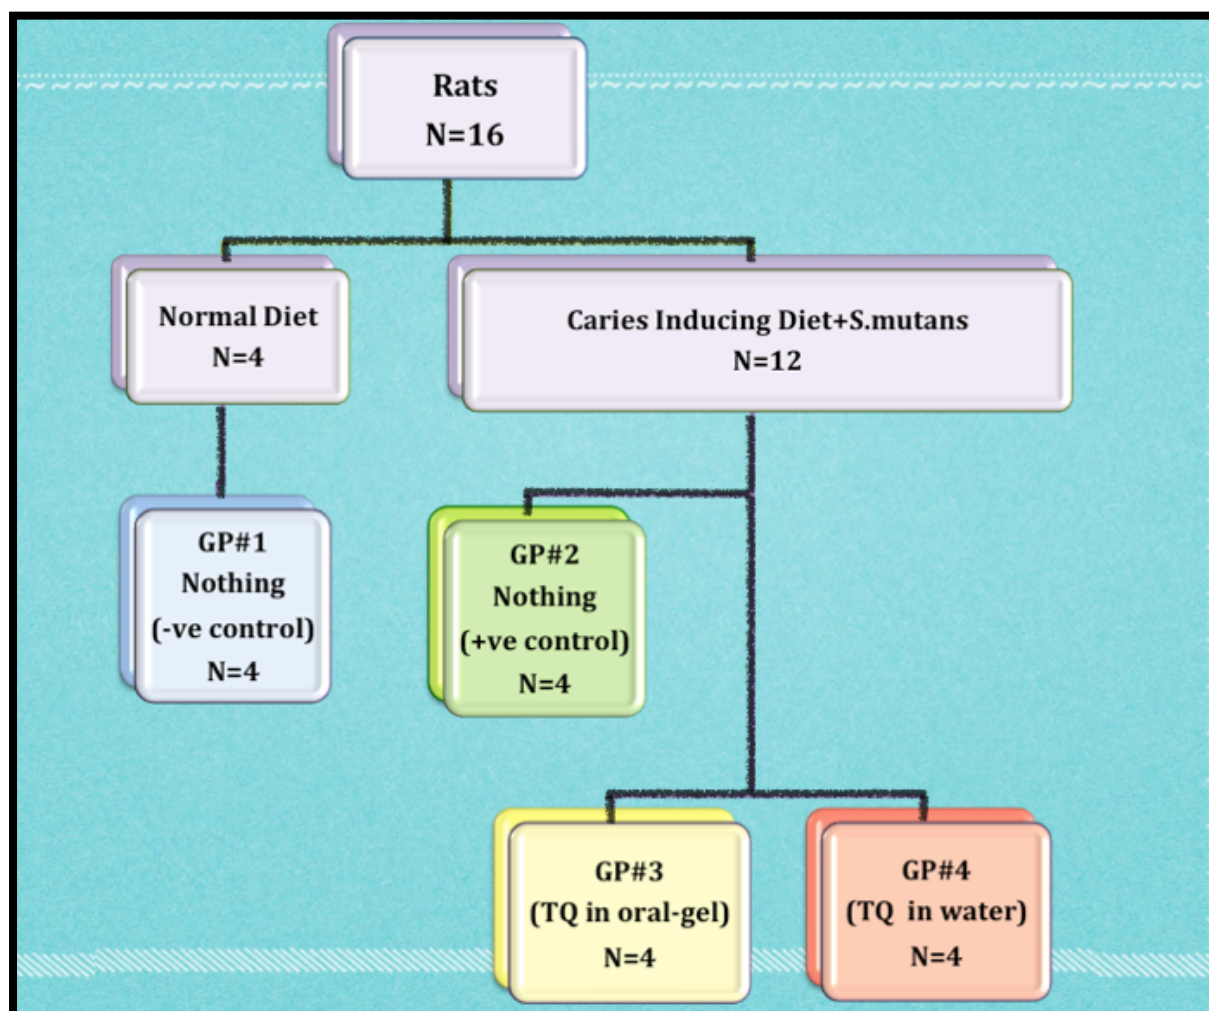 Rats
N=16
Normal Diet
N=4
Caries Inducing Diet+S.mutans
N=12
GP#1
Nothing
(-ve control)
N=4
GP#2
Nothing
(+ve control)
N=4
GP#3
(TQ in oral-gel)
N=4
GP#4
(TQ  in water)
N=4